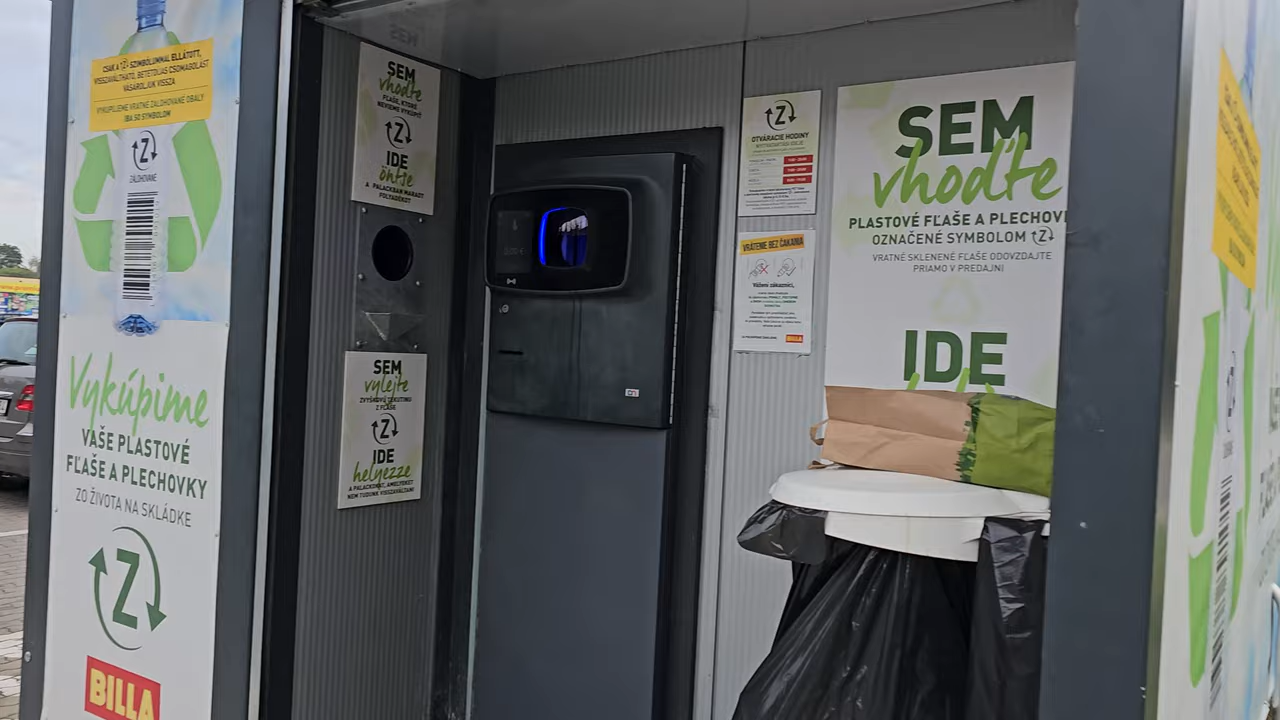 CSAK A Z SZIMBÓLUMMAL ELLÁTOTT,
VISSZAVÁLTHATÓ, BETÉTDÍJAS CSOMAGOLÁST
VÁSÁROLJUK VISSZA
VYKUPUJEME VRATNÉ ZÁLOHOVANÉ OBALY
IBA SO SYMBOLOM
Z
ZÁLOHOVANÉ
Vykúpime
VAŠE PLASTOVÉ
FĽAŠE A PLECHOVKY
ZO ŽIVOTA NA SKLÁDKE
Z
BILLA
SEM
vhoďte
FĽAŠE, KTORÉ
NEVIEME VYKÚPIŤ
Z
IDE
öntse
A PALACKBAN MARADT
FOLYADÉKOT
SEM
vylejte
ZVYŠKOVÚ TEKUTINU
Z FĽAŠE
Z
IDE
helyezze
A PALACKOKAT, AMELYEKET
NEM TUDUNK VISSZAVÁLTANI
Z
OTVÁRACIE HODINY
VRÁTENIE BEZ ČAKANIA
Vážení zákazníci,
BILLA
SEM
vhoďte
PLASTOVÉ FĽAŠE A PLECHOV
OZNAČENÉ SYMBOLOM Z
VRATNÉ SKLENENÉ FĽAŠE ODOVZDAJTE
PRIAMO V PREDAJNI
IDE